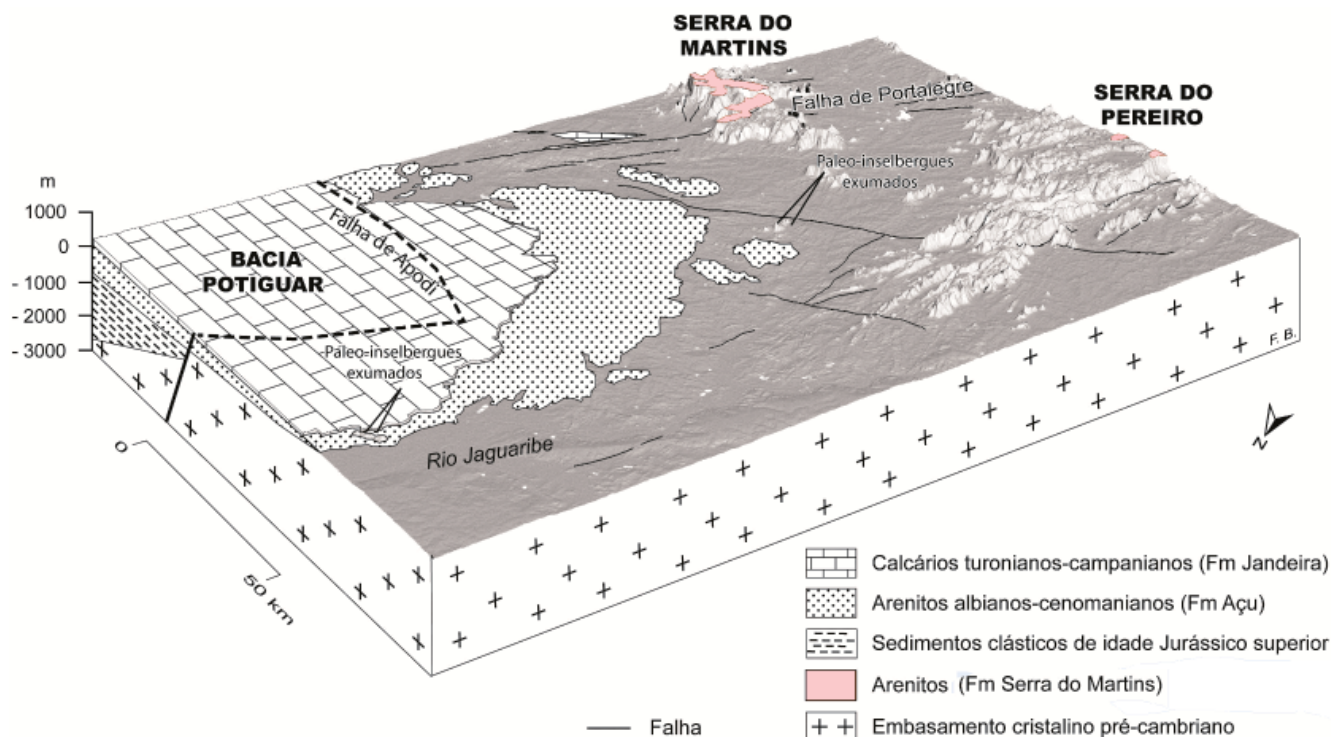 SERRA DO
MARTINS
Falha de Portalegre
SERRA DO
PEREIRO
Paleo-inselbergues
exumados
m
1000
0
- 1000
- 2000
- 3000
BACIA
POTIGUAR
Falha de Apodi
Paleo-inselbergues
exumados
Rio Jaguaribe
F. B.
N
0
50 km
Calcários turonianos-campanianos (Fm Jandeira)
Arenitos albianos-cenomanianos (Fm Açu)
Sedimentos clásticos de idade Jurássico superior
Arenitos (Fm Serra do Martins)
Falha
Embasamento cristalino pré-cambriano